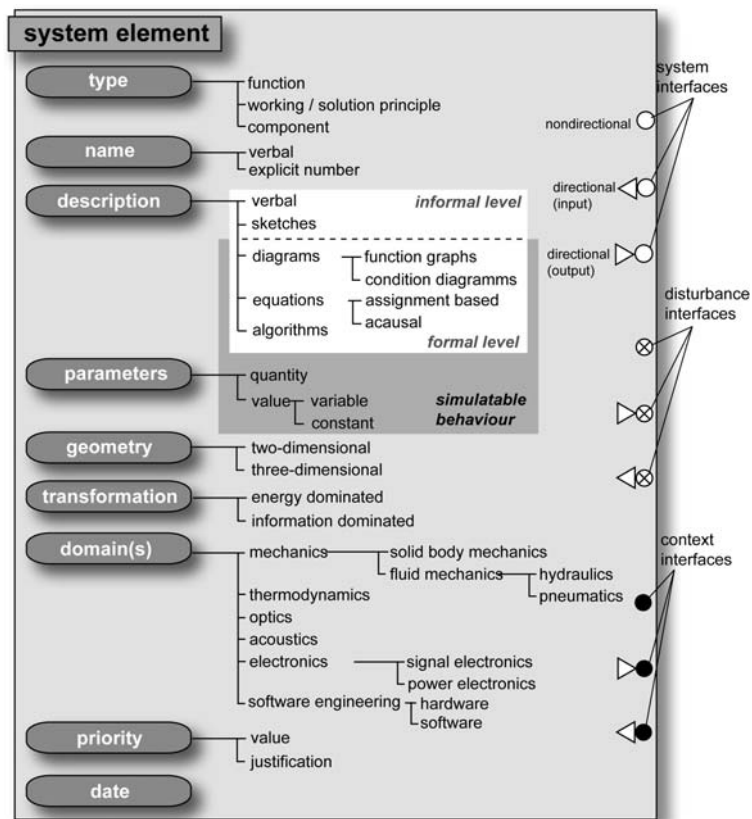 system element
type
function
working / solution principle
component
name
verbal
explicit number
description
verbal
informal level
sketches
diagrams
function graphs
condition diagramms
equations
assignment based
acausal
algorithms
formal level
parameters
quantity
value
variable
constant
simulatable
behaviour
geometry
two-dimensional
three-dimensional
transformation
energy dominated
information dominated
domain(s)
mechanics
solid body mechanics
fluid mechanics
hydraulics
pneumatics
thermodynamics
optics
acoustics
electronics
signal electronics
power electronics
software engineering
hardware
software
priority
value
justification
date
system
interfaces
nondirectional
directional
(input)
directional
(output)
disturbance
interfaces
context
interfaces